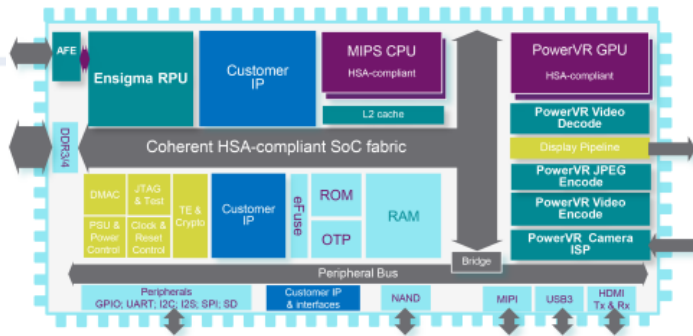 AFE
Ensigma RPU
Customer
IP
MIPS CPU
HSA-compliant
L2 cache
PowerVR GPU
HSA-compliant
PowerVR Video
Decode
Display Pipeline
PowerVR JPEG
Encode
PowerVR Video
Encode
PowerVR Camera
ISP
DDR3/4
Coherent HSA-compliant SoC fabric
DMAC
JTAG
& Test
PSU &
Power
Control
Clock &
Reset
Control
TE &
Crypto
Customer
IP
eFuse
ROM
OTP
RAM
Bridge
Peripheral Bus
Peripherals
GPIO; UART; I2C; I2S; SPI; SD
Customer IP
& interfaces
NAND
MIPI
USB3
HDMI
Tx & Rx